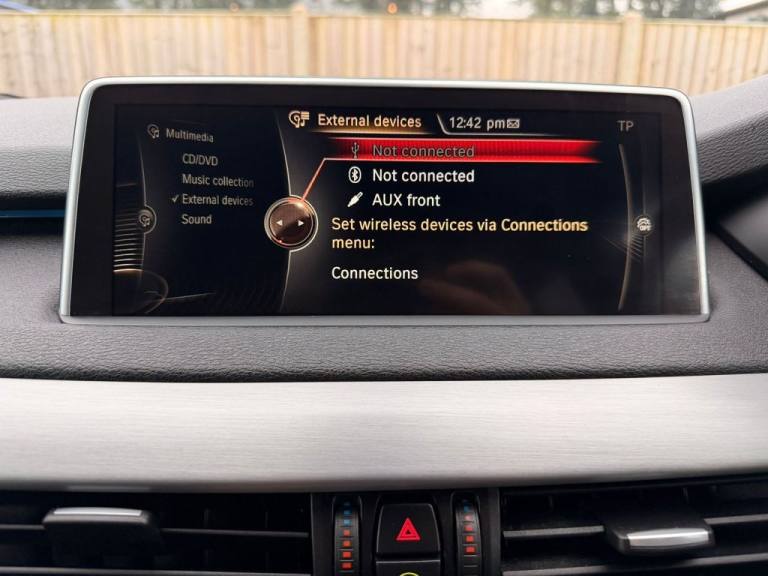 External devices
12:42 pm
TP
Multimedia
CD/DVD
Music collection
External devices
Sound
Not connected
Not connected
AUX front
Set wireless devices via Connections
menu:
Connections
OFF